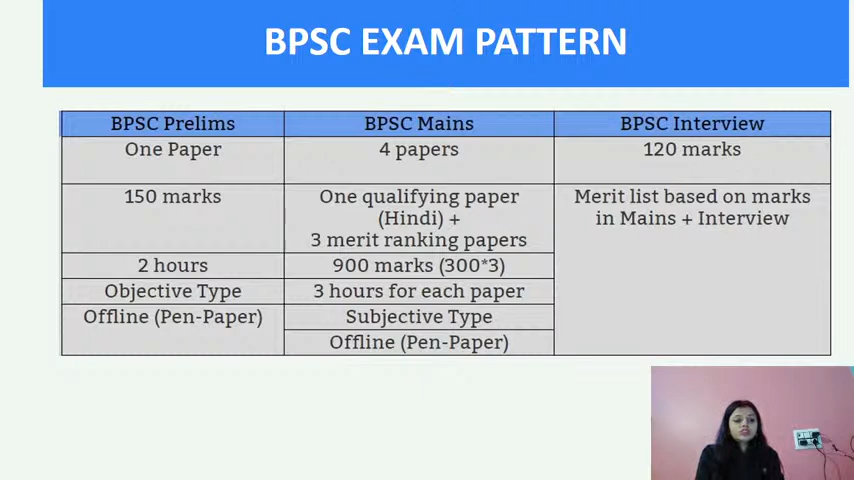 BPSC EXAM PATTERN
BPSC Prelims
BPSC Mains
BPSC Interview
One Paper
4 papers
120 marks
150 marks
One qualifying paper
(Hindi) +
3 merit ranking papers
Merit list based on marks
in Mains + Interview
2 hours
900 marks (300*3)
Objective Type
3 hours for each paper
Offline (Pen-Paper)
Subjective Type
Offline (Pen-Paper)